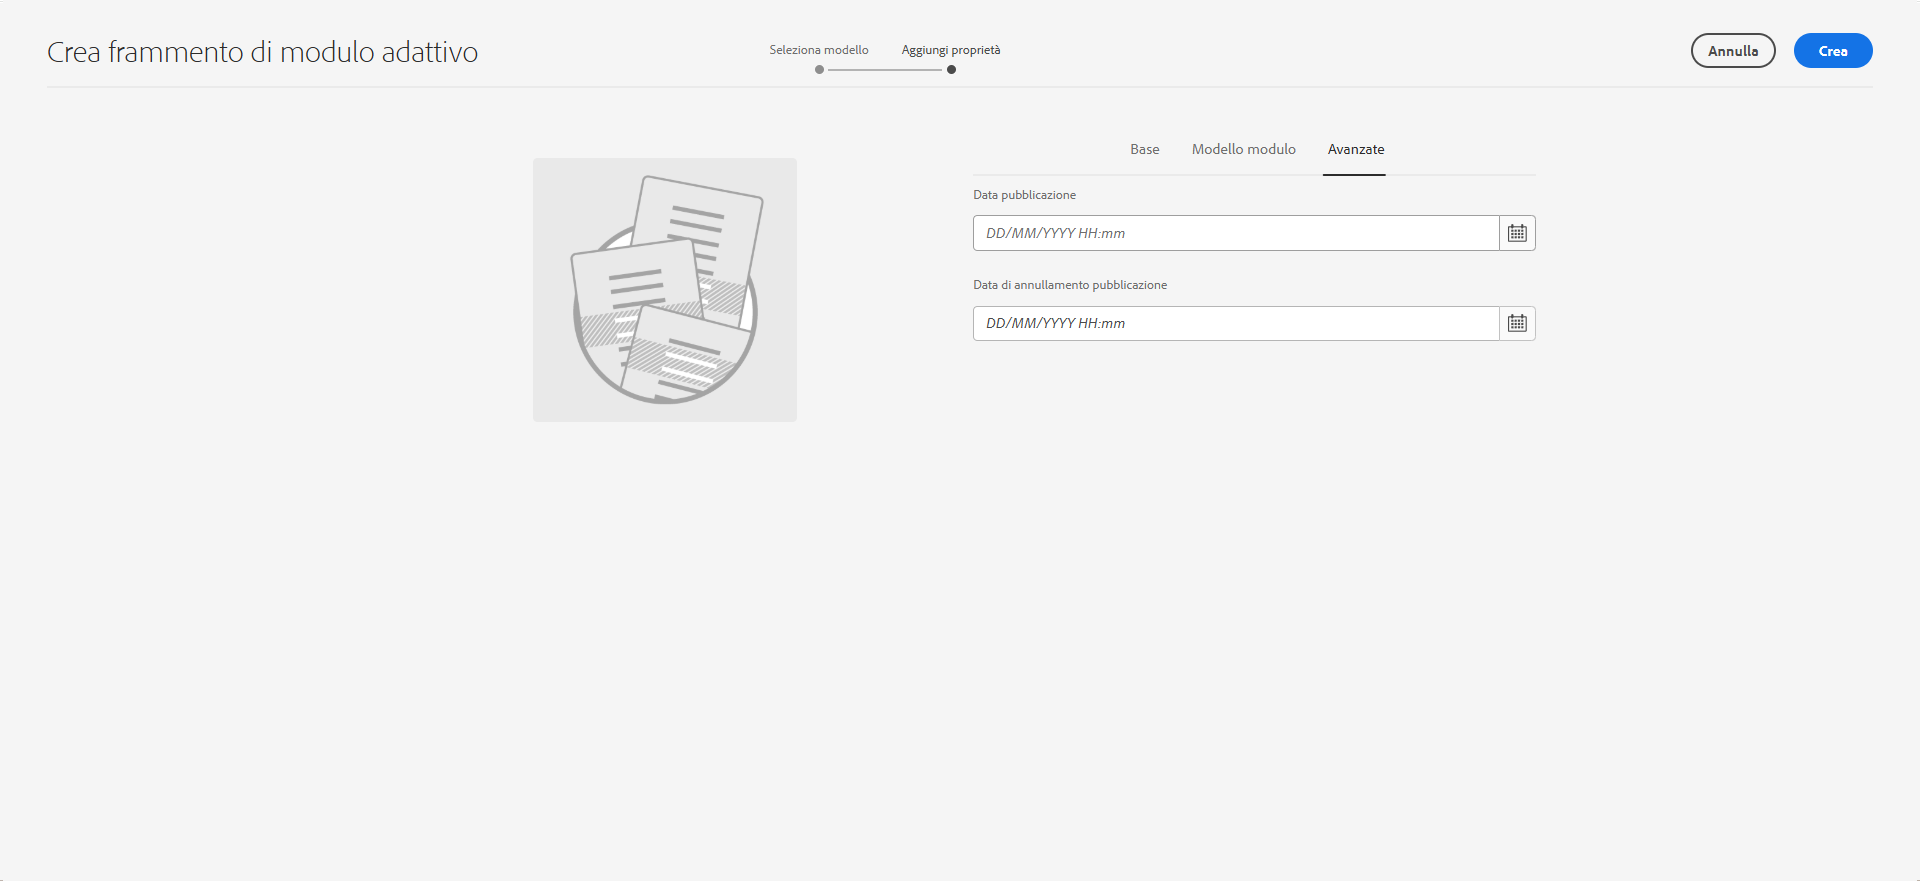 Crea frammento di modulo adattivo
Seleziona modello
Aggiungi proprietà
Annulla
Crea
Base
Modello modulo
Avanzate
Data pubblicazione
DD/MM/YYYY HH:mm
Data di annullamento pubblicazione
DD/MM/YYYY HH:mm